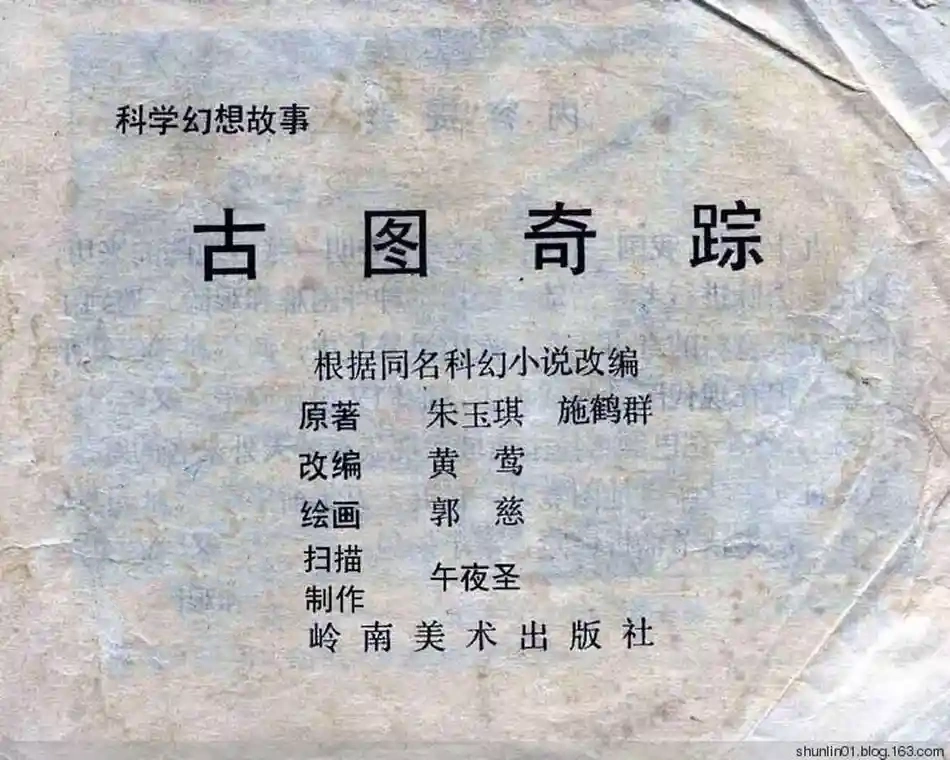 科学幻想故事
古图奇踪
根据同名科幻小说改编
原著 朱玉琪 施鹤群
改编 黄莺
绘画 郭慈
扫描
制作 午夜圣
岭南美术出版社
shunlin01.blog.163.com